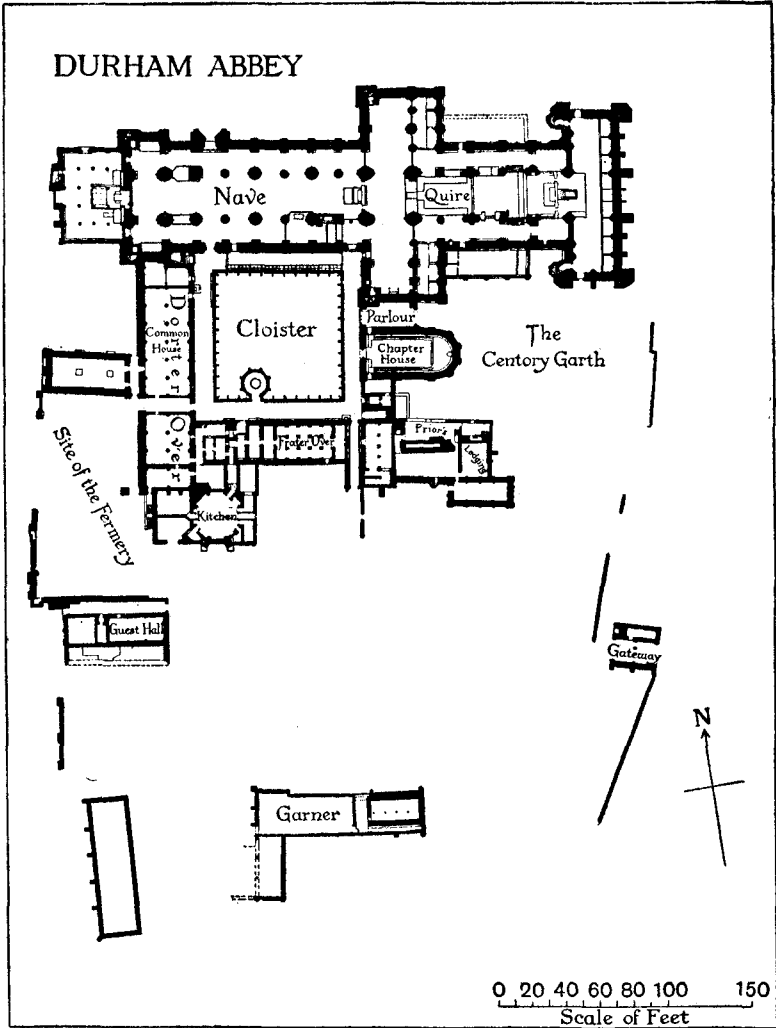 DURHAM ABBEY
Nave
Quire
Dorter Over
Common
House
Cloister
Parlour
Chapter
House
The
Centory Garth
Frater Over
Prior's
Lodging
Site of the Fermery
Kitchen
Guest Hall
Gateway
N
Garner
0 20 40 60 80 100 150
Scale of Feet